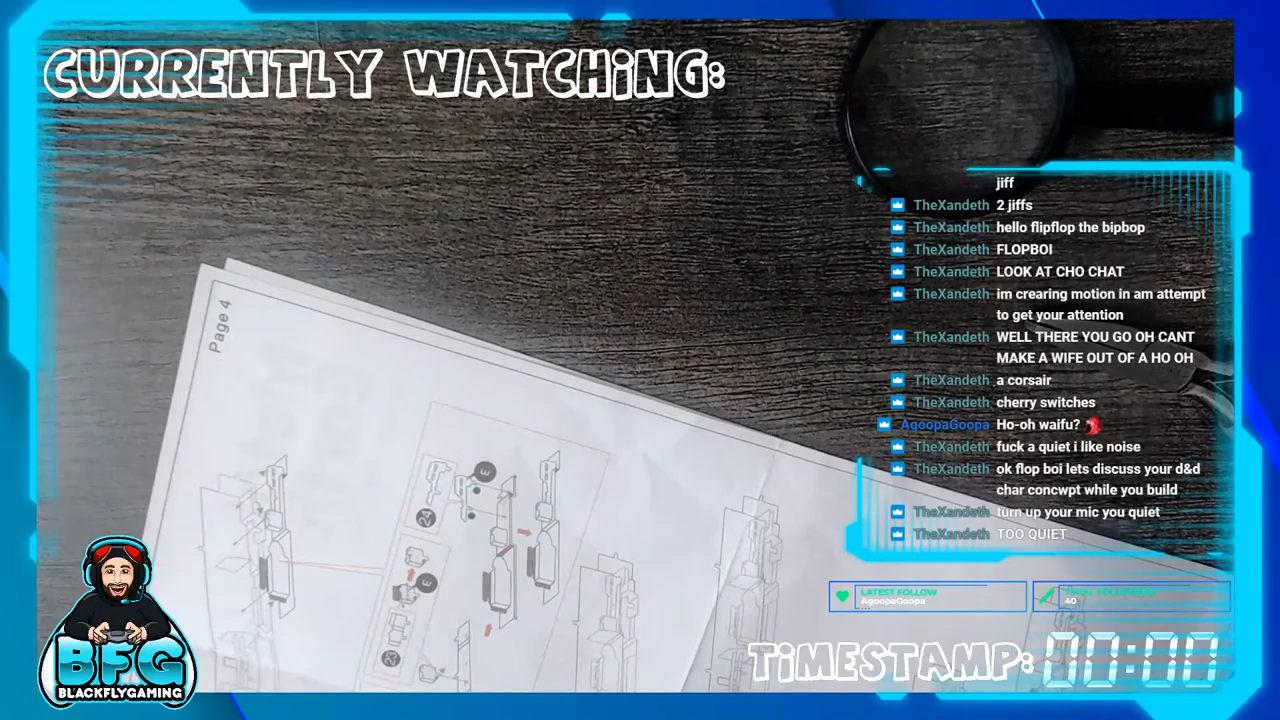 CURRENTLY WATCHING:
jiff
TheXandeth 2 jiffs
TheXandeth hello flipflop the bipbop
TheXandeth FLOPBOI
TheXandeth LOOK AT CHO CHAT
TheXandeth im crearing motion in am attempt
to get your attention
TheXandeth WELL THERE YOU GO OH CANT
MAKE A WIFE OUT OF A HO OH
TheXandeth a corsair
TheXandeth cherry switches
AgoopaGoopa Ho-oh waifu?
TheXandeth fuck a quiet i like noise
TheXandeth ok flop boi lets discuss your d&d
char concwpt while you build
TheXandeth turn up your mic you quiet
TheXandeth TOO QUIET
Page 4
E
24
E
23
LATEST FOLLOW
AgoopaGoopa
TOTAL FOLLOWERS
40
TIMESTAMP: 00:00
BFG
BLACKFLYGAMING